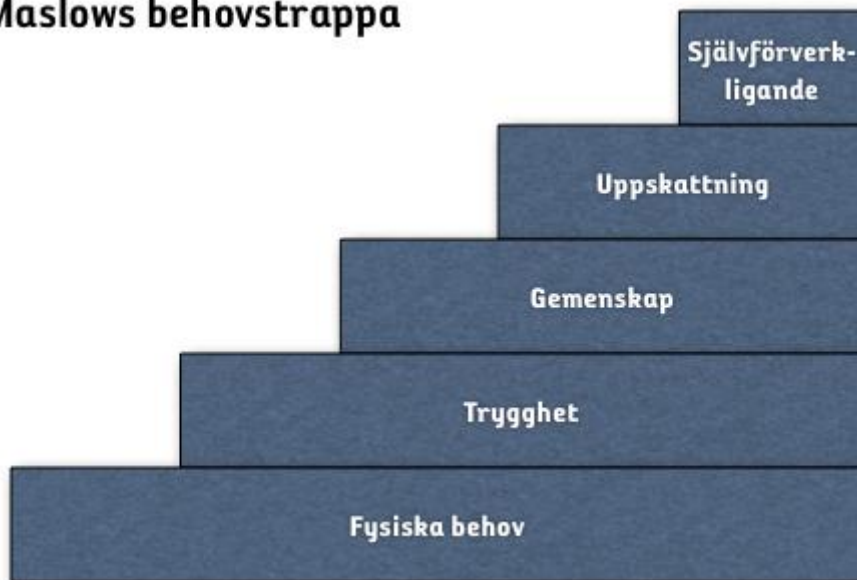 Maslows behovstrappa
Självförverk-
ligande
Uppskattning
Gemenskap
Trygghet
Fysiska behov